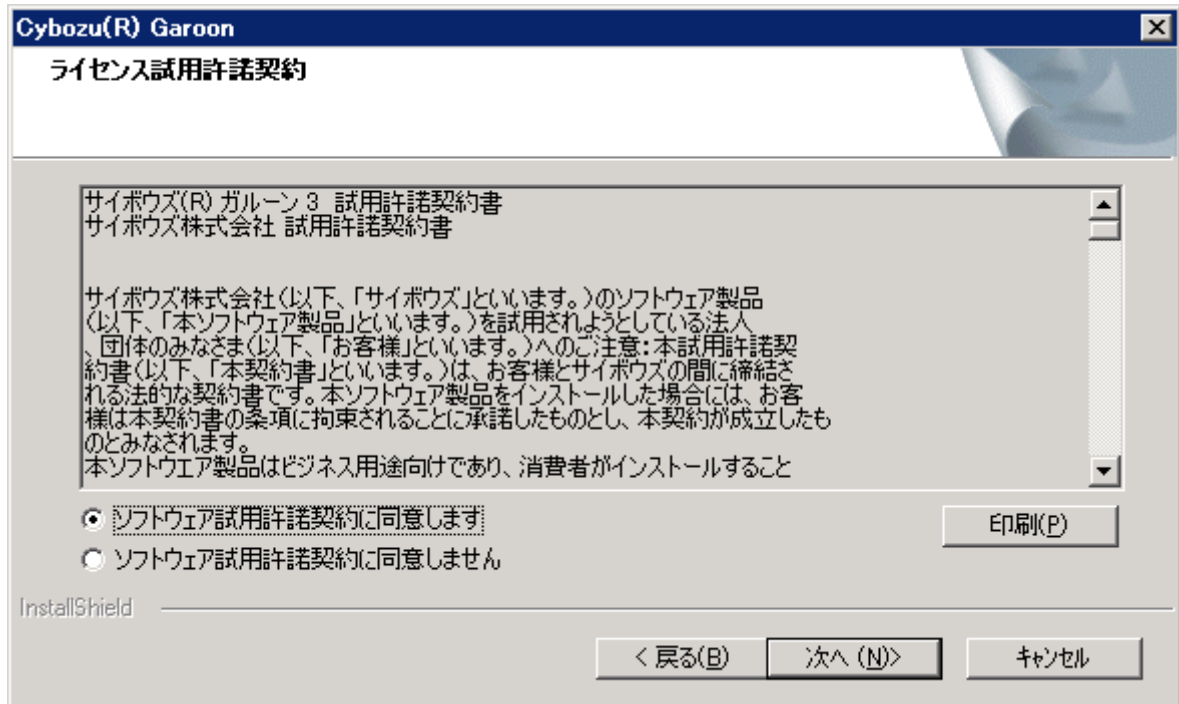 Cybozu(R) Garoon
ライセンス試用許諾契約
サイボウズ(R) ガルーン 3 試用許諾契約書
サイボウズ株式会社 試用許諾契約書
サイボウズ株式会社(以下、「サイボウズ」といいます。)のソフトウェア製品
(以下、「本ソフトウェア製品」といいます。)を試用されようとしている法人
、団体のみなさま(以下、「お客様」といいます。)へのご注意:本試用許諾契
約書(以下、「本契約書」といいます。)は、お客様とサイボウズの間に締結さ
れる法的な契約書です。本ソフトウェア製品をインストールした場合には、お客
様は本契約書の条項に拘束されることに承諾したものとし、本契約が成立したも
のとみなされます。
本ソフトウエア製品はビジネス用途向けであり、消費者がインストールすること
ソフトウェア試用許諾契約に同意します
印刷(P)
ソフトウェア試用許諾契約に同意しません
InstallShield
< 戻る(B)
次へ (N)>
キャンセル